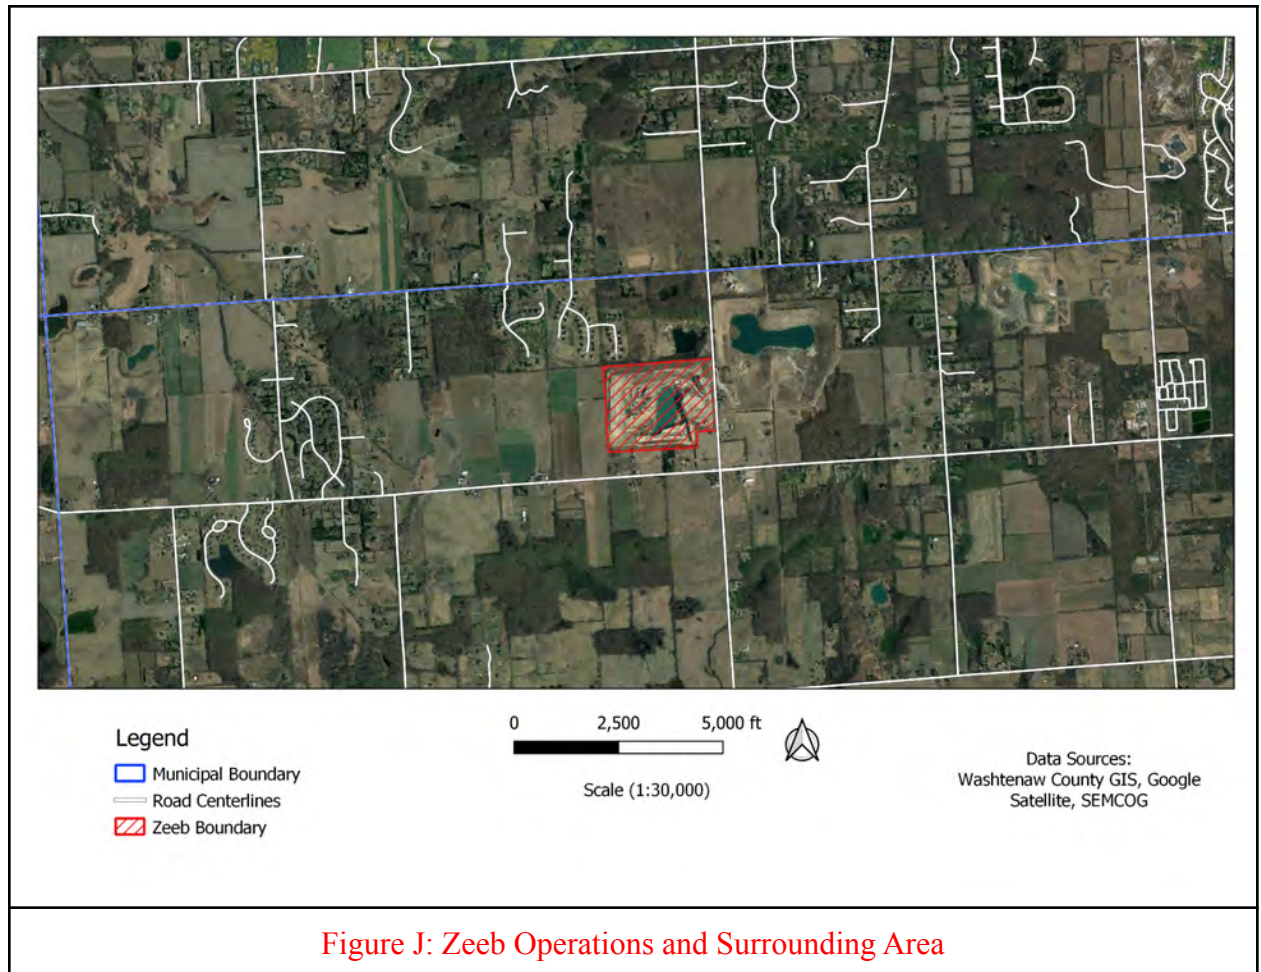 Legend
Municipal Boundary
Road Centerlines
Zeeb Boundary
0 2,500 5,000 ft
Scale (1:30,000)
Data Sources:
Washtenaw County GIS, Google
Satellite, SEMCOG
Figure J: Zeeb Operations and Surrounding Area